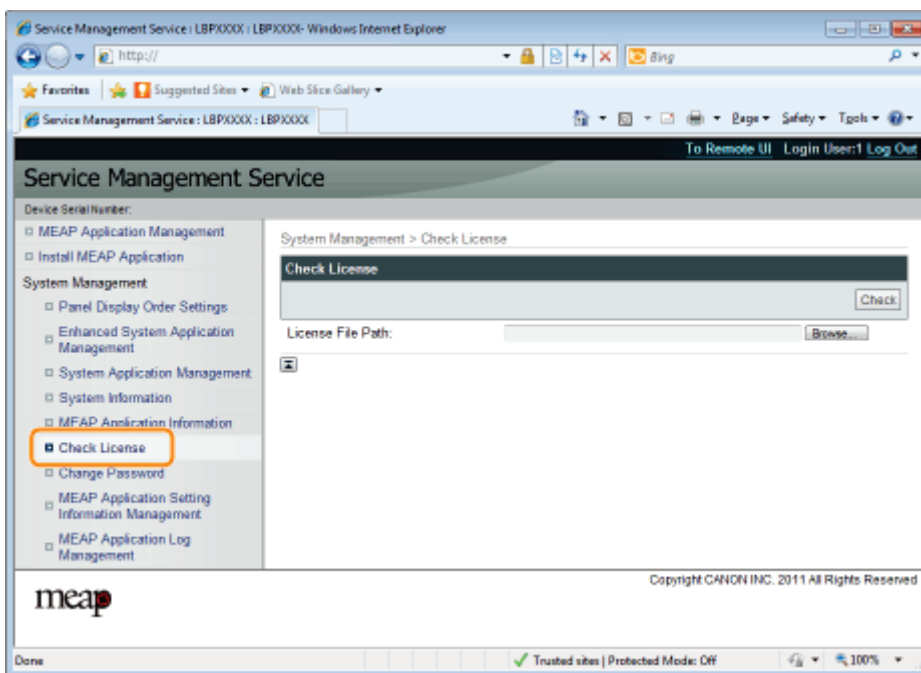 Service Management Service : LBPXXXX : LBPXXXX- Windows Internet Explorer
http://
Bing
Favorites Suggested Sites Web Slice Gallery
Service Management Service : LBPXXXX : LBPXXXX
Page Safety Tools
To Remote UI Login User:1 Log Out
Service Management Service
Device Serial Number:
MEAP Application Management
Install MEAP Application
System Management
Panel Display Order Settings
Enhanced System Application
Management
System Application Management
System Information
MEAP Application Information
Check License
Change Password
MEAP Application Setting
Information Management
MEAP Application Log
Management
System Management > Check License
Check License
Check
License File Path:
Browse...
meap
Copyright CANON INC. 2011 All Rights Reserved
Done
Trusted sites | Protected Mode: Off
100%